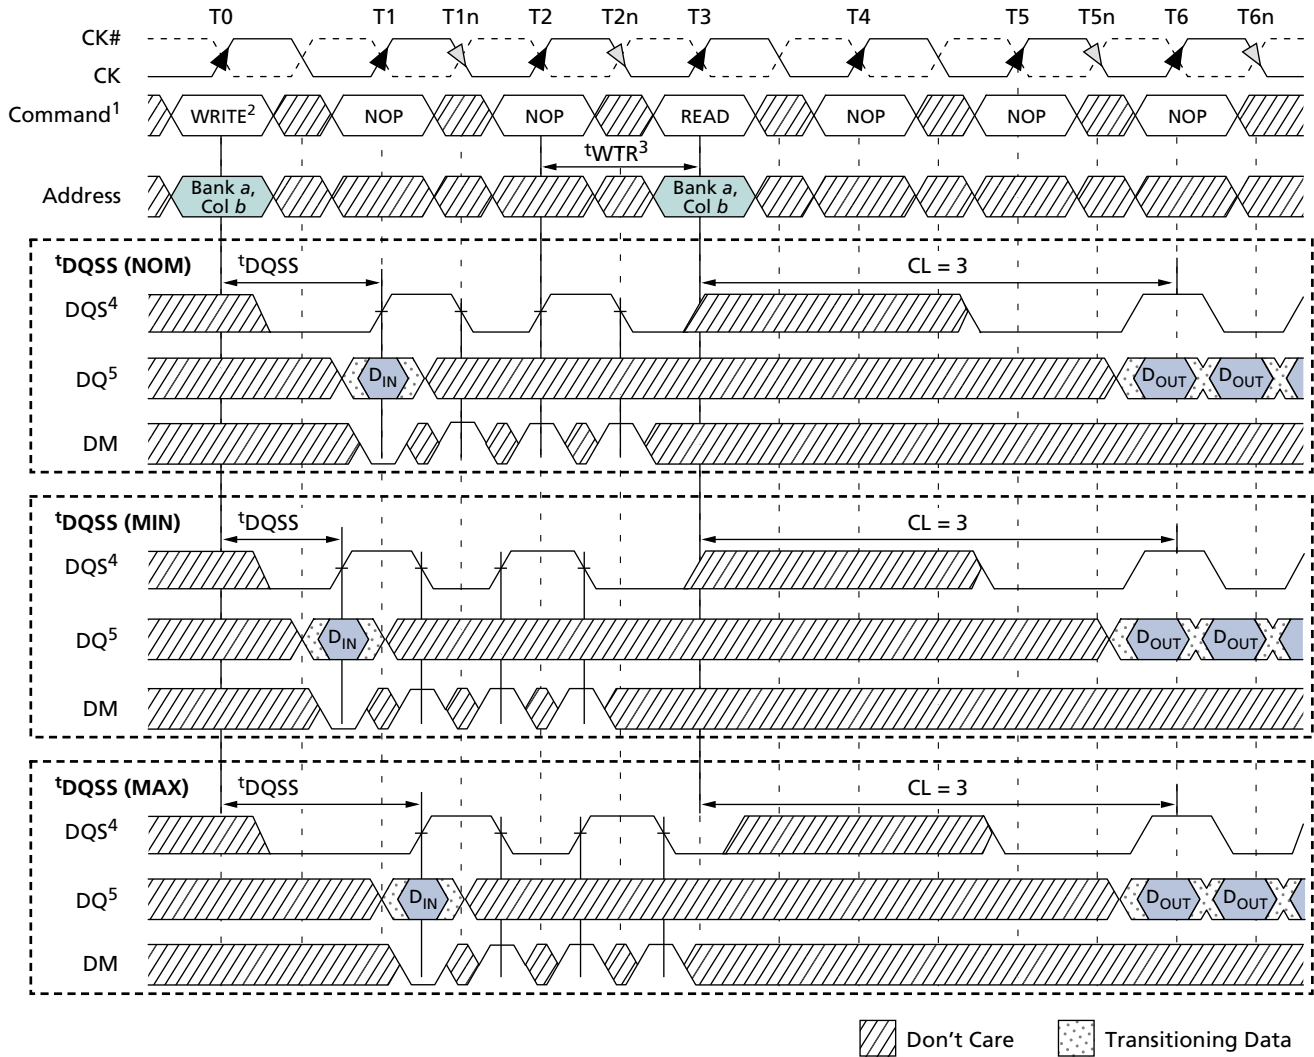 T0 T1 T1n T2 T2n T3 T4 T5 T5n T6 T6n
CK#
CK
Command1 WRITE2 NOP NOP READ NOP NOP NOP
tWTR3
Address Bank a, Col b Bank a, Col b
tDQSS (NOM) tDQSS CL = 3
DQS4
DQ5 DIN DOUT DOUT
DM
tDQSS (MIN) tDQSS CL = 3
DQS4
DQ5 DIN DOUT DOUT
DM
tDQSS (MAX) tDQSS CL = 3
DQS4
DQ5 DIN DOUT DOUT
DM
Don't Care Transitioning Data